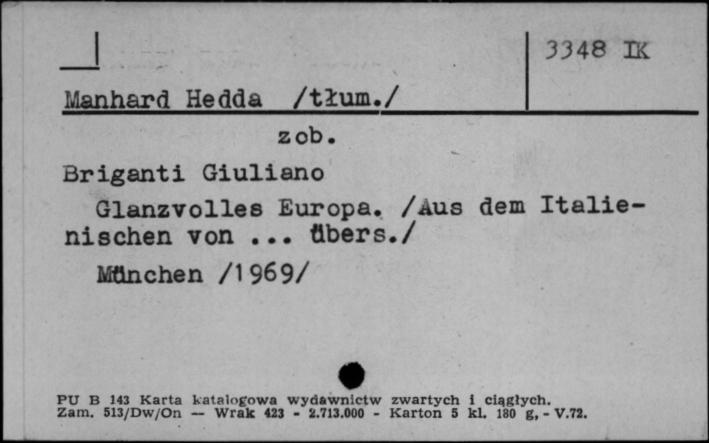 3348 IK
Manhard Hedda /tłum./
zob.
Briganti Giuliano
Glanzvolles Europa. /Aus dem Italie-
nischen von ... übers./
München /1969/
PU B 143 Karta katalogowa wydawnictw zwartych i ciągłych.
Zam. 513/Dw/On — Wrak 423 - 2.713.000 - Karton 5 kl. 180 g, - V.72.